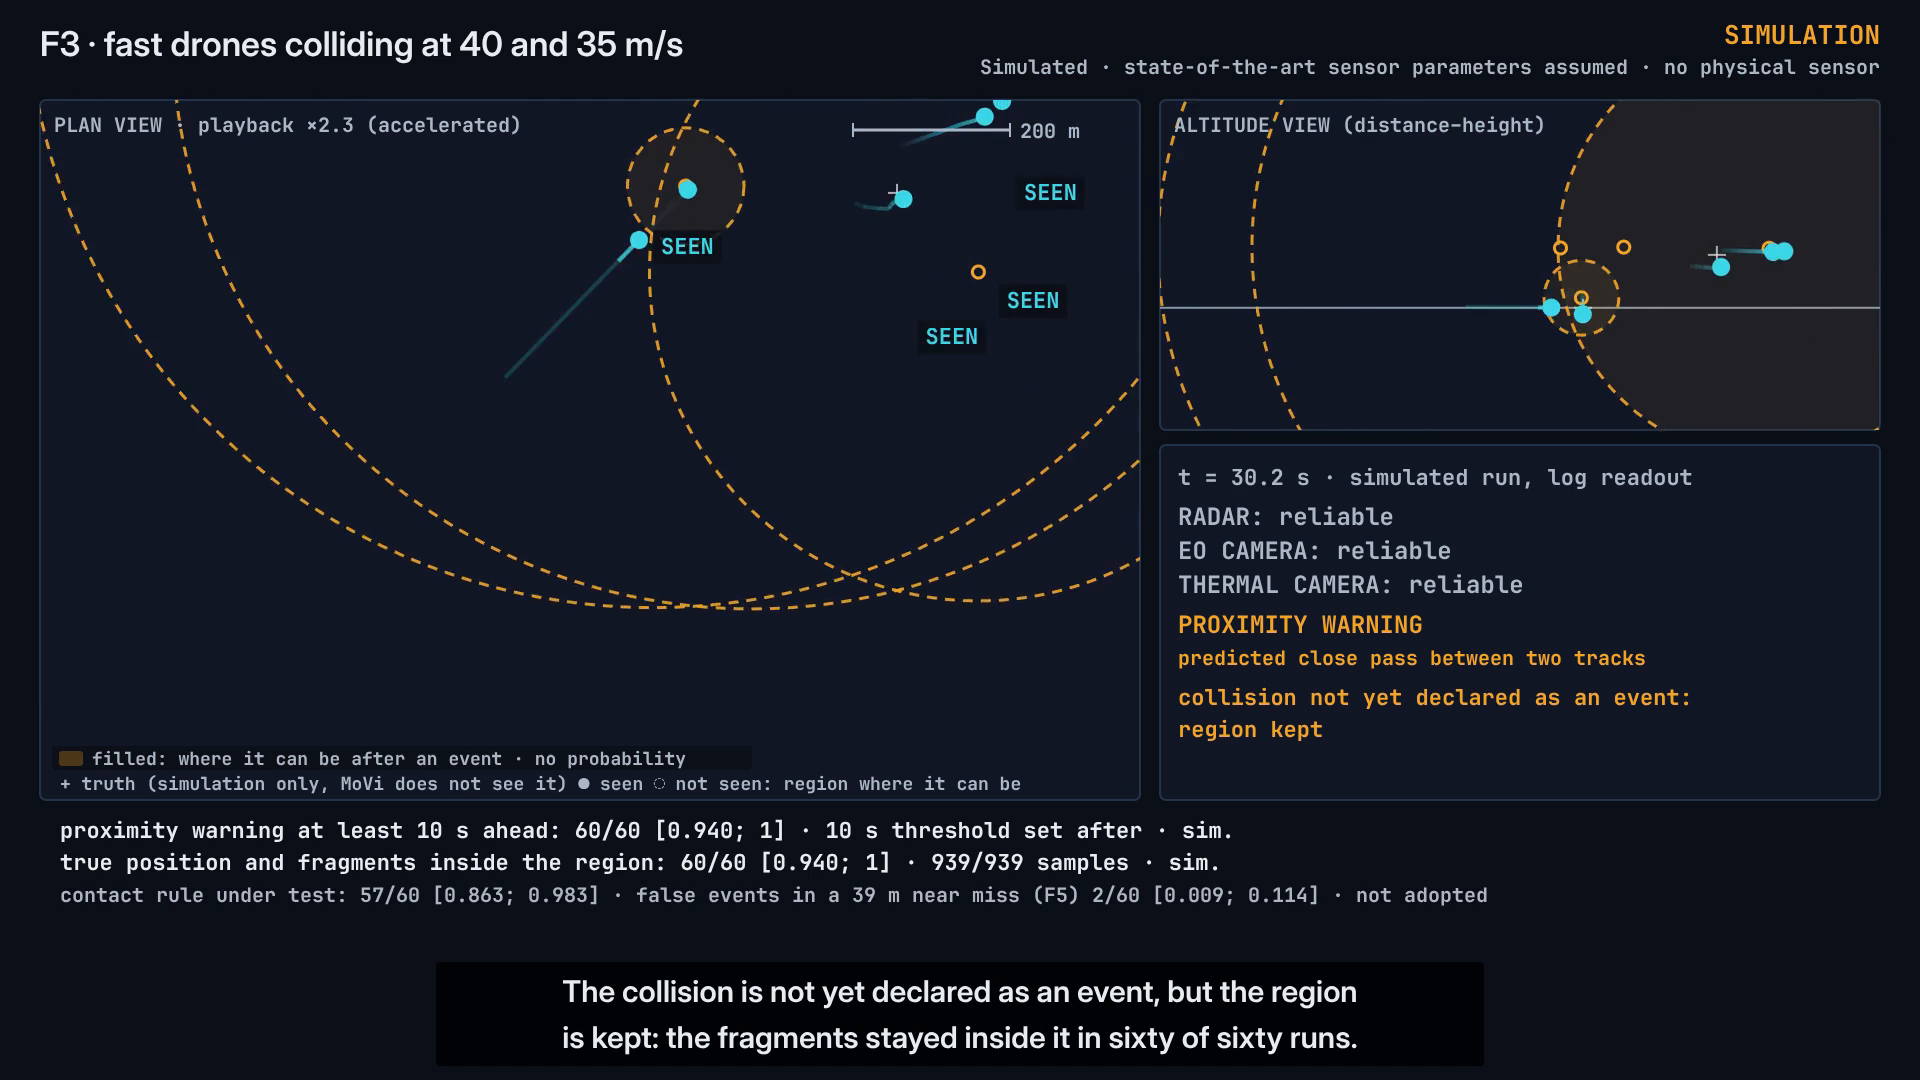 F3 · fast drones colliding at 40 and 35 m/s
SIMULATION
Simulated · state-of-the-art sensor parameters assumed · no physical sensor
PLAN VIEW · playback ×2.3 (accelerated)
200 m
SEEN
SEEN
SEEN
SEEN
filled: where it can be after an event · no probability
+ truth (simulation only, MoVi does not see it) ● seen ◌ not seen: region where it can be
ALTITUDE VIEW (distance-height)
t = 30.2 s · simulated run, log readout
RADAR: reliable
EO CAMERA: reliable
THERMAL CAMERA: reliable
PROXIMITY WARNING
predicted close pass between two tracks
collision not yet declared as an event:
region kept
proximity warning at least 10 s ahead: 60/60 [0.940; 1] · 10 s threshold set after · sim.
true position and fragments inside the region: 60/60 [0.940; 1] · 939/939 samples · sim.
contact rule under test: 57/60 [0.863; 0.983] · false events in a 39 m near miss (F5) 2/60 [0.009; 0.114] · not adopted
The collision is not yet declared as an event, but the region
is kept: the fragments stayed inside it in sixty of sixty runs.